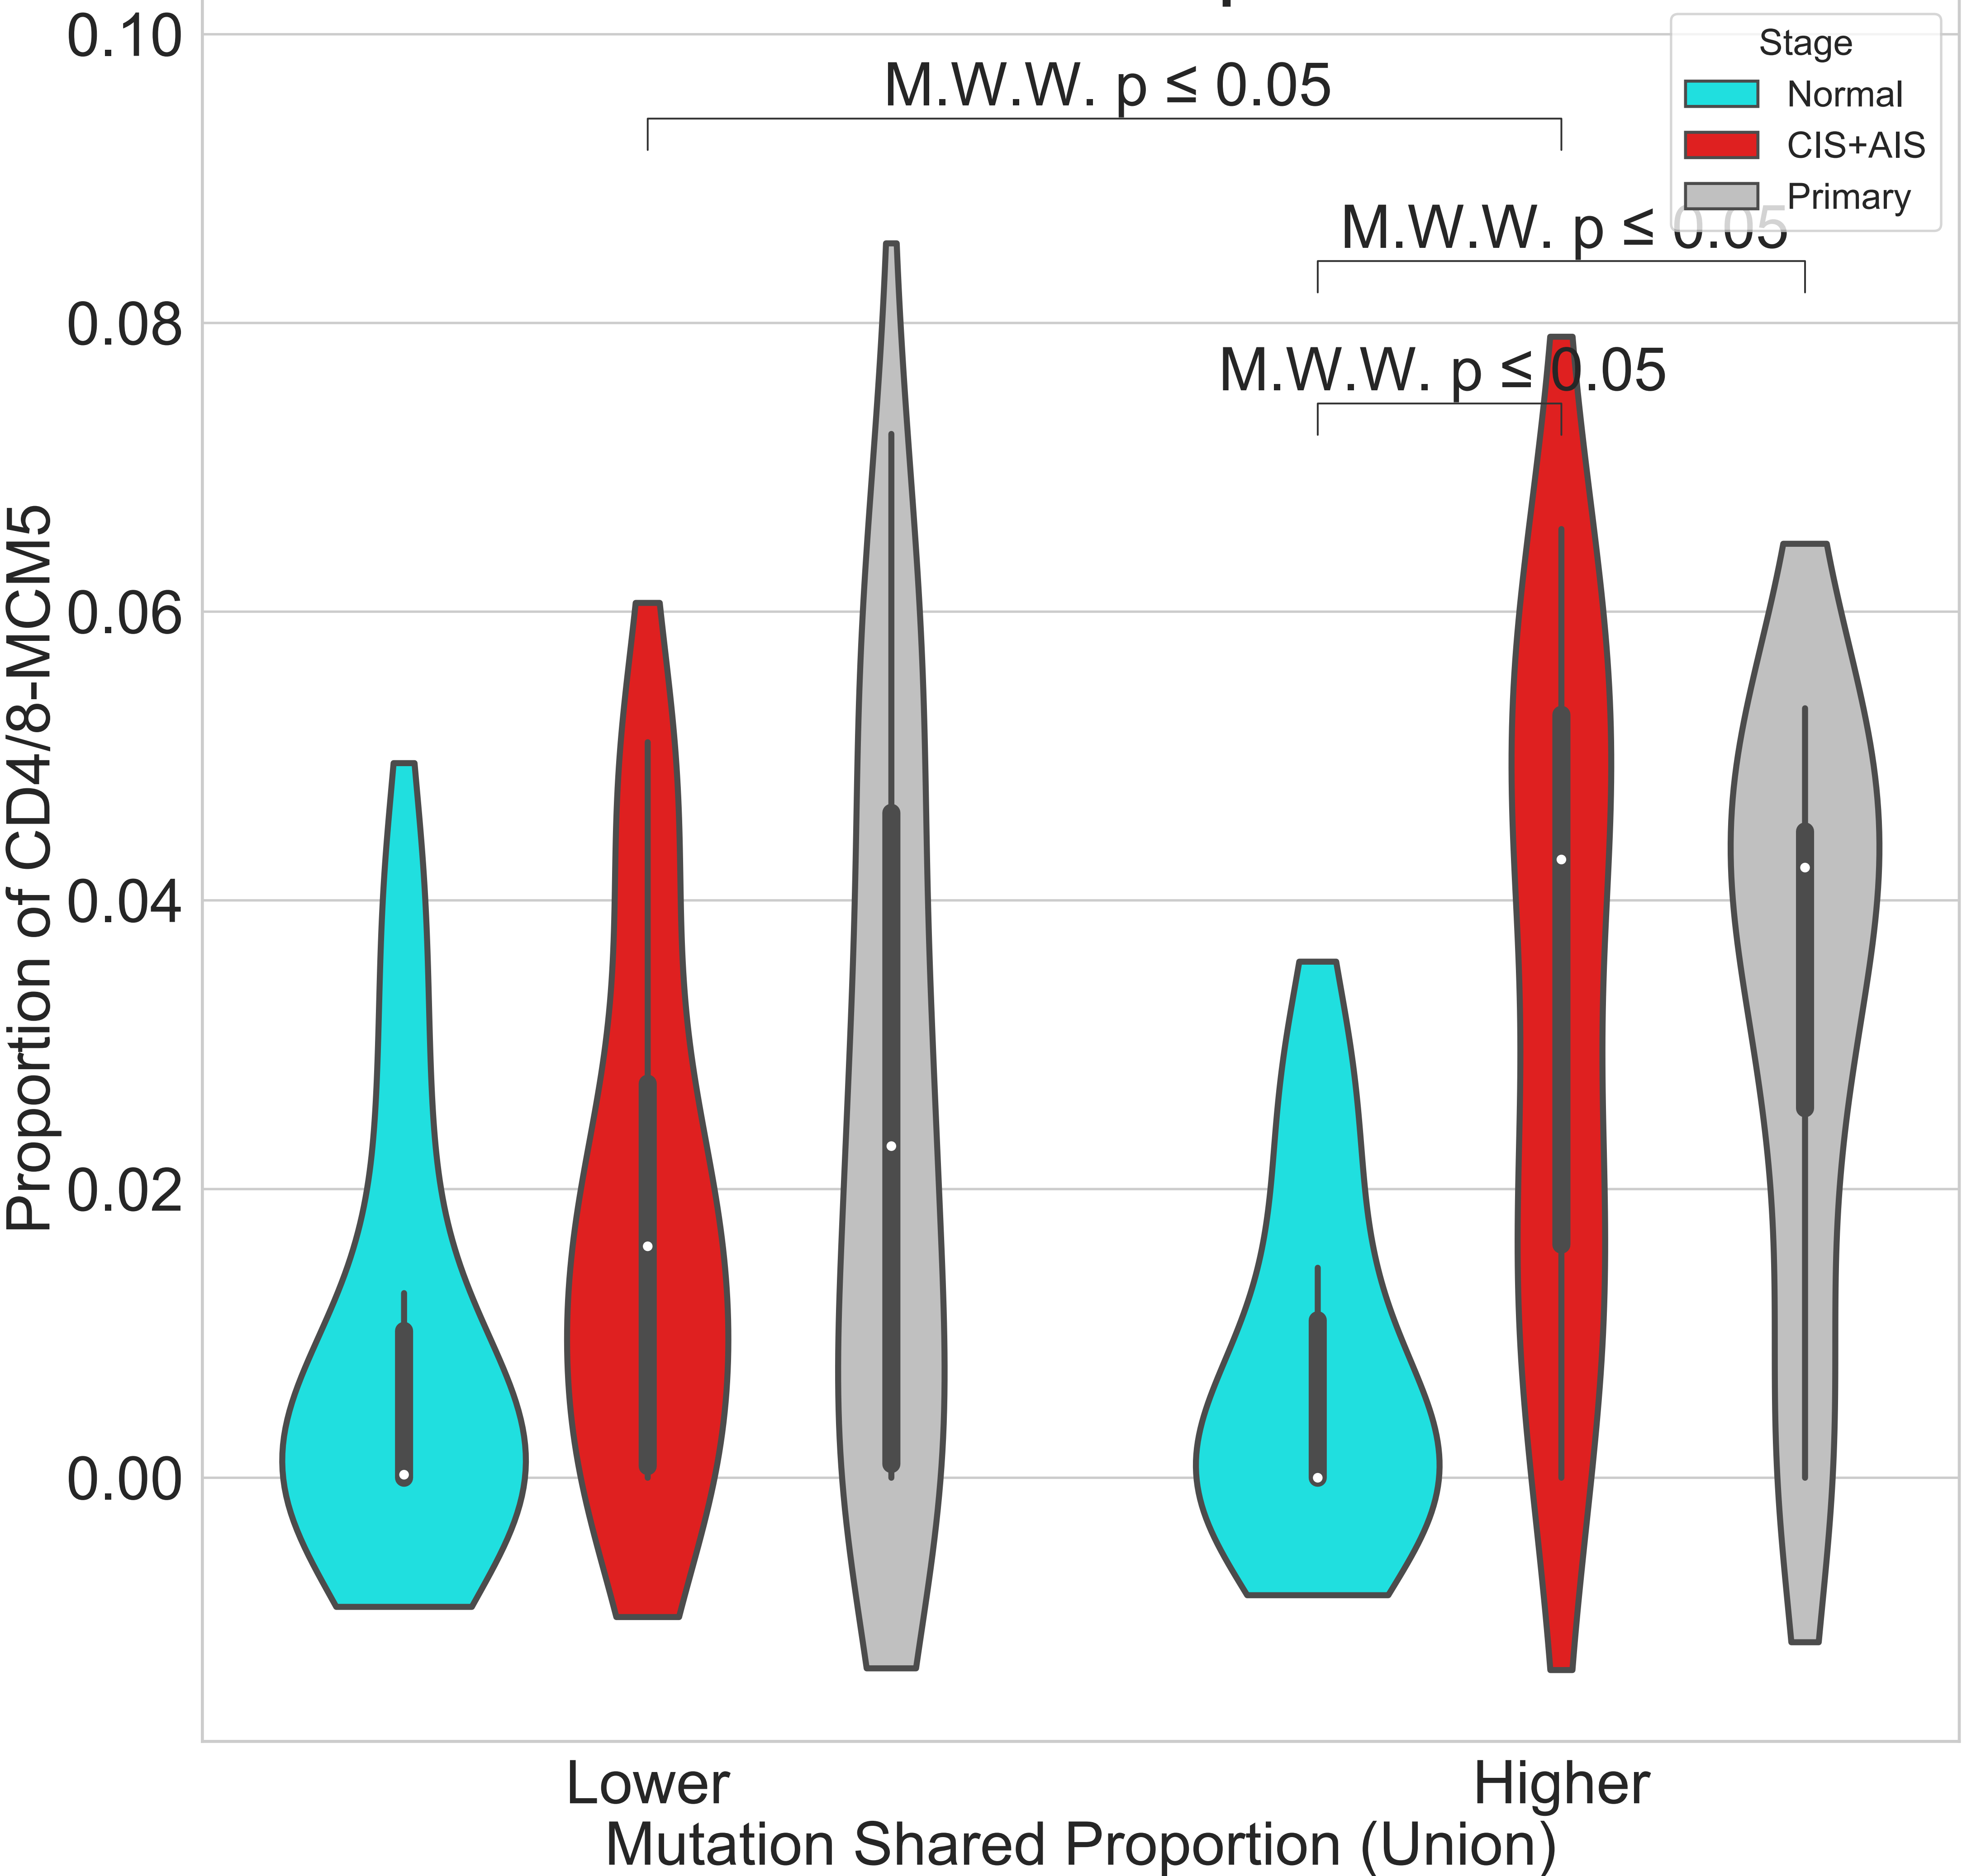 0.10
0.08
0.06
0.04
0.02
0.00
Proportion of CD4/8-MCM5
M.W.W. p ≤ 0.05
M.W.W. p ≤ 0.05
M.W.W. p ≤ 0.05
Stage
Normal
CIS+AIS
Primary
Lower
Higher
Mutation Shared Proportion (Union)